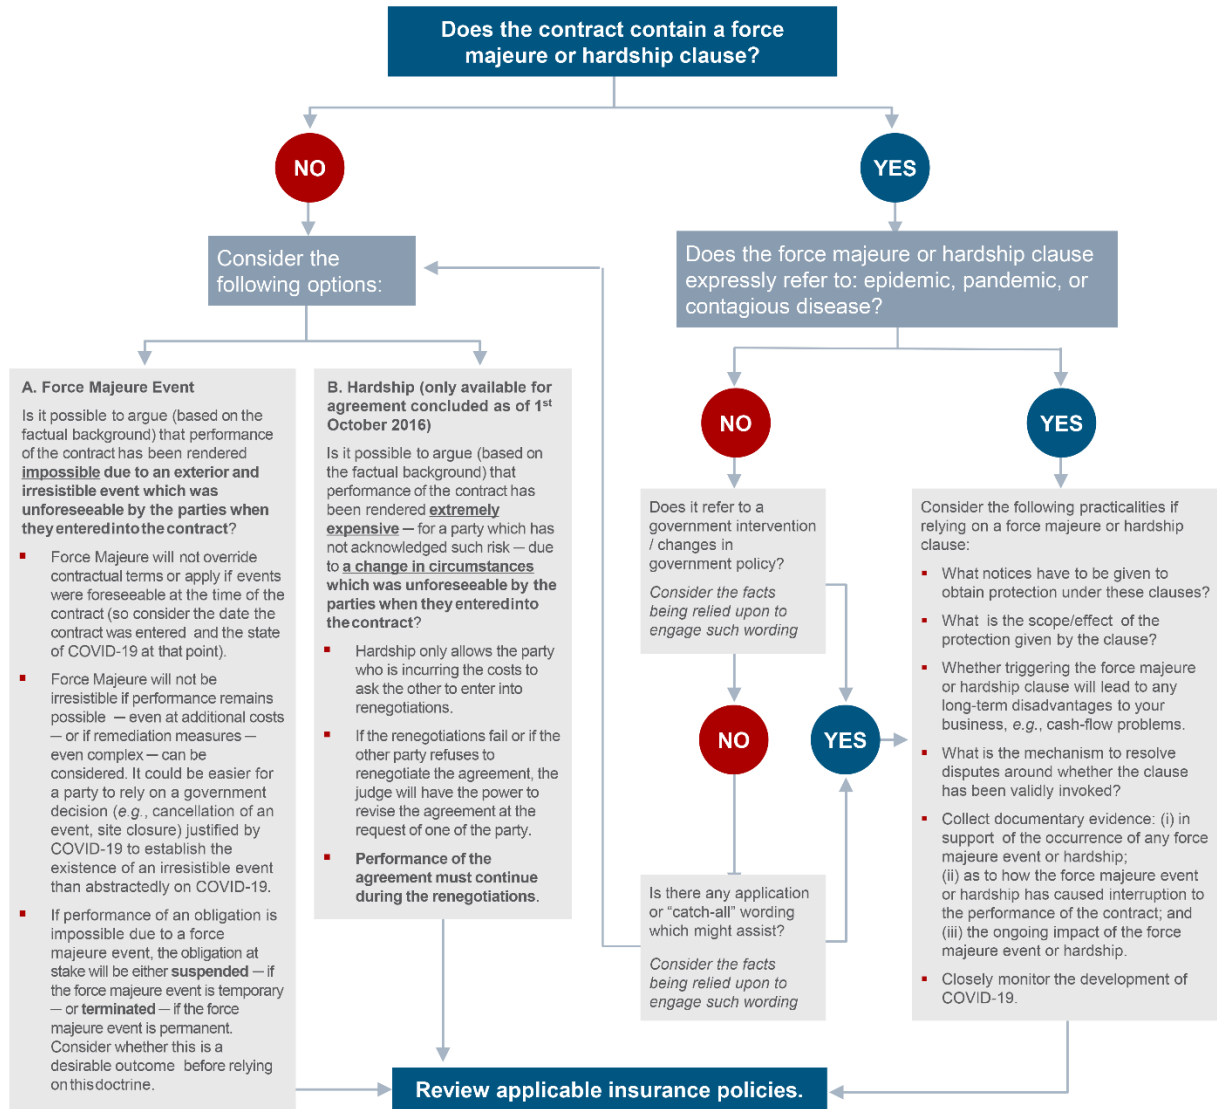 Does the contract contain a force
majeure or hardship clause?
NO
YES
Consider the
following options:
Does the force majeure or hardship clause
expressly refer to: epidemic, pandemic, or
contagious disease?
A. Force Majeure Event
Is it possible to argue (based on the
factual background) that performance
of the contract has been rendered
impossible due to an exterior and
irresistible event which was
unforeseeable by the parties when
they entered into the contract?
▪ Force Majeure will not override
contractual terms or apply if events
were foreseeable at the time of the
contract (so consider the date the
contract was entered and the state
of COVID-19 at that point).
▪ Force Majeure will not be
irresistible if performance remains
possible — even at additional costs
— or if remediation measures —
even complex — can be
considered. It could be easier for
a party to rely on a government
decision (e.g., cancellation of an
event, site closure) justified by
COVID-19 to establish the
existence of an irresistible event
than abstractedly on COVID-19.
▪ If performance of an obligation is
impossible due to a force
majeure event, the obligation at
stake will be either suspended — if
the force majeure event is temporary
— or terminated — if the force
majeure event is permanent.
Consider whether this is a
desirable outcome before relying
on this doctrine.
B. Hardship (only available for
agreement concluded as of 1st
October 2016)
Is it possible to argue (based on
the factual background) that
performance of the contract has
been rendered extremely
expensive — for a party which has
not acknowledged such risk — due
to a change in circumstances
which was unforeseeable by the
parties when they entered into
the contract?
▪ Hardship only allows the party
who is incurring the costs to
ask the other to enter into
renegotiations.
▪ If the renegotiations fail or if the
other party refuses to
renegotiate the agreement, the
judge will have the power to
revise the agreement at the
request of one of the party.
▪ Performance of the
agreement must continue
during the renegotiations.
NO
YES
Does it refer to a
government intervention
/ changes in
government policy?
Consider the facts
being relied upon to
engage such wording
NO
YES
Is there any application
or “catch-all” wording
which might assist?
Consider the facts
being relied upon to
engage such wording
Consider the following practicalities if
relying on a force majeure or hardship
clause:
▪ What notices have to be given to
obtain protection under these clauses?
▪ What is the scope/effect of the
protection given by the clause?
▪ Whether triggering the force majeure
or hardship clause will lead to any
long-term disadvantages to your
business, e.g., cash-flow problems.
▪ What is the mechanism to resolve
disputes around whether the clause
has been validly invoked?
▪ Collect documentary evidence: (i) in
support of the occurrence of any force
majeure event or hardship;
(ii) as to how the force majeure event
or hardship has caused interruption to
the performance of the contract; and
(iii) the ongoing impact of the force
majeure event or hardship.
▪ Closely monitor the development of
COVID-19.
Review applicable insurance policies.